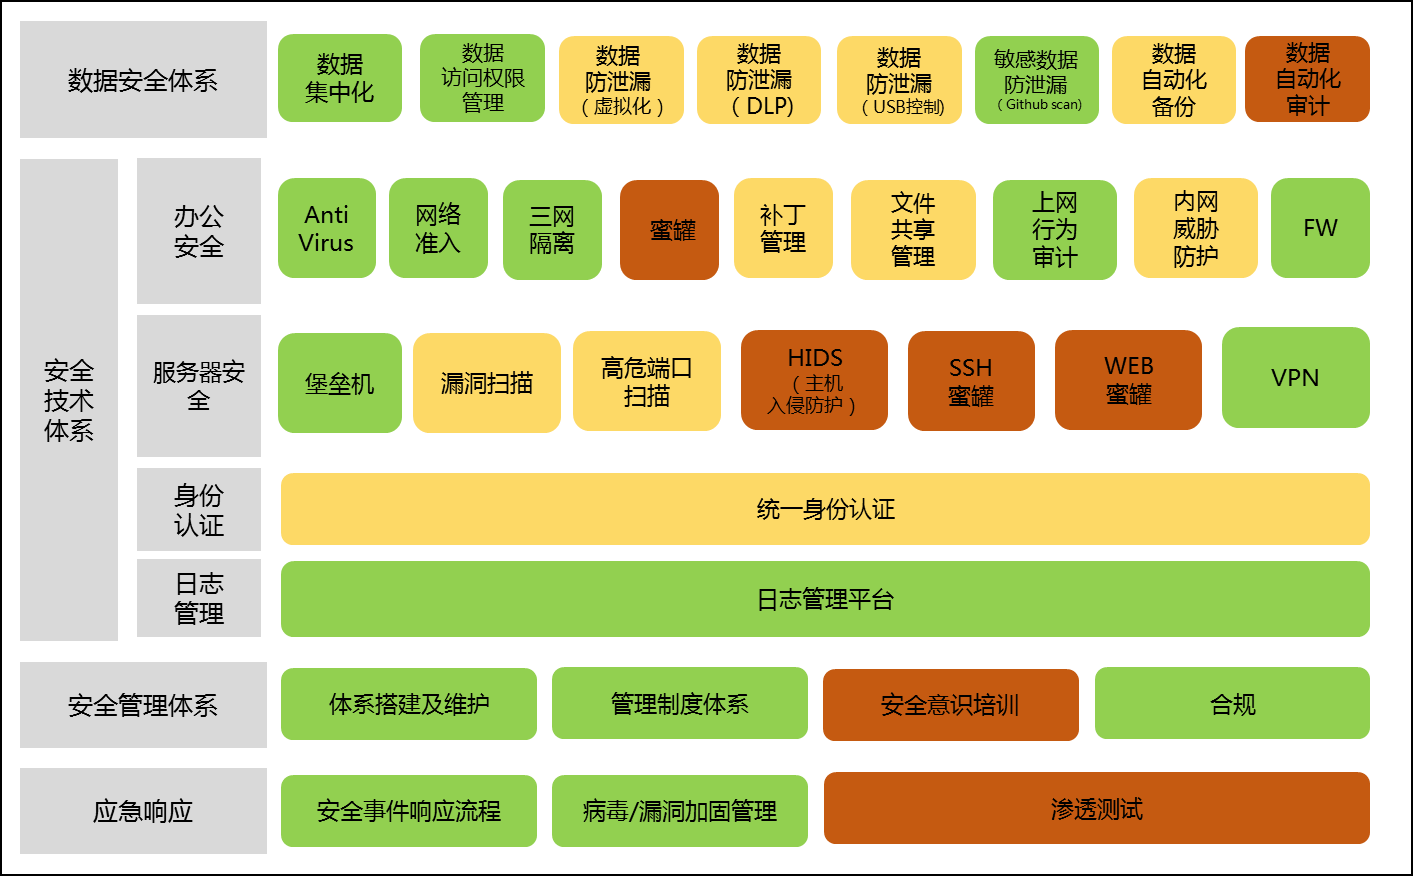 数据安全体系
数据
集中化
数据
访问权限
管理
数据
防泄漏
（虚拟化）
数据
防泄漏
（DLP)
数据
防泄漏
（USB控制)
敏感数据
防泄漏
（Github scan)
数据
自动化
备份
数据
自动化
审计
安全
技术
体系
办公
安全
Anti
Virus
网络
准入
三网
隔离
蜜罐
补丁
管理
文件
共享
管理
上网
行为
审计
内网
威胁
防护
FW
服务器安
全
堡垒机
漏洞扫描
高危端口
扫描
HIDS
（主机
入侵防护）
SSH
蜜罐
WEB
蜜罐
VPN
身份
认证
统一身份认证
日志
管理
日志管理平台
安全管理体系
体系搭建及维护
管理制度体系
安全意识培训
合规
应急响应
安全事件响应流程
病毒/漏洞加固管理
渗透测试